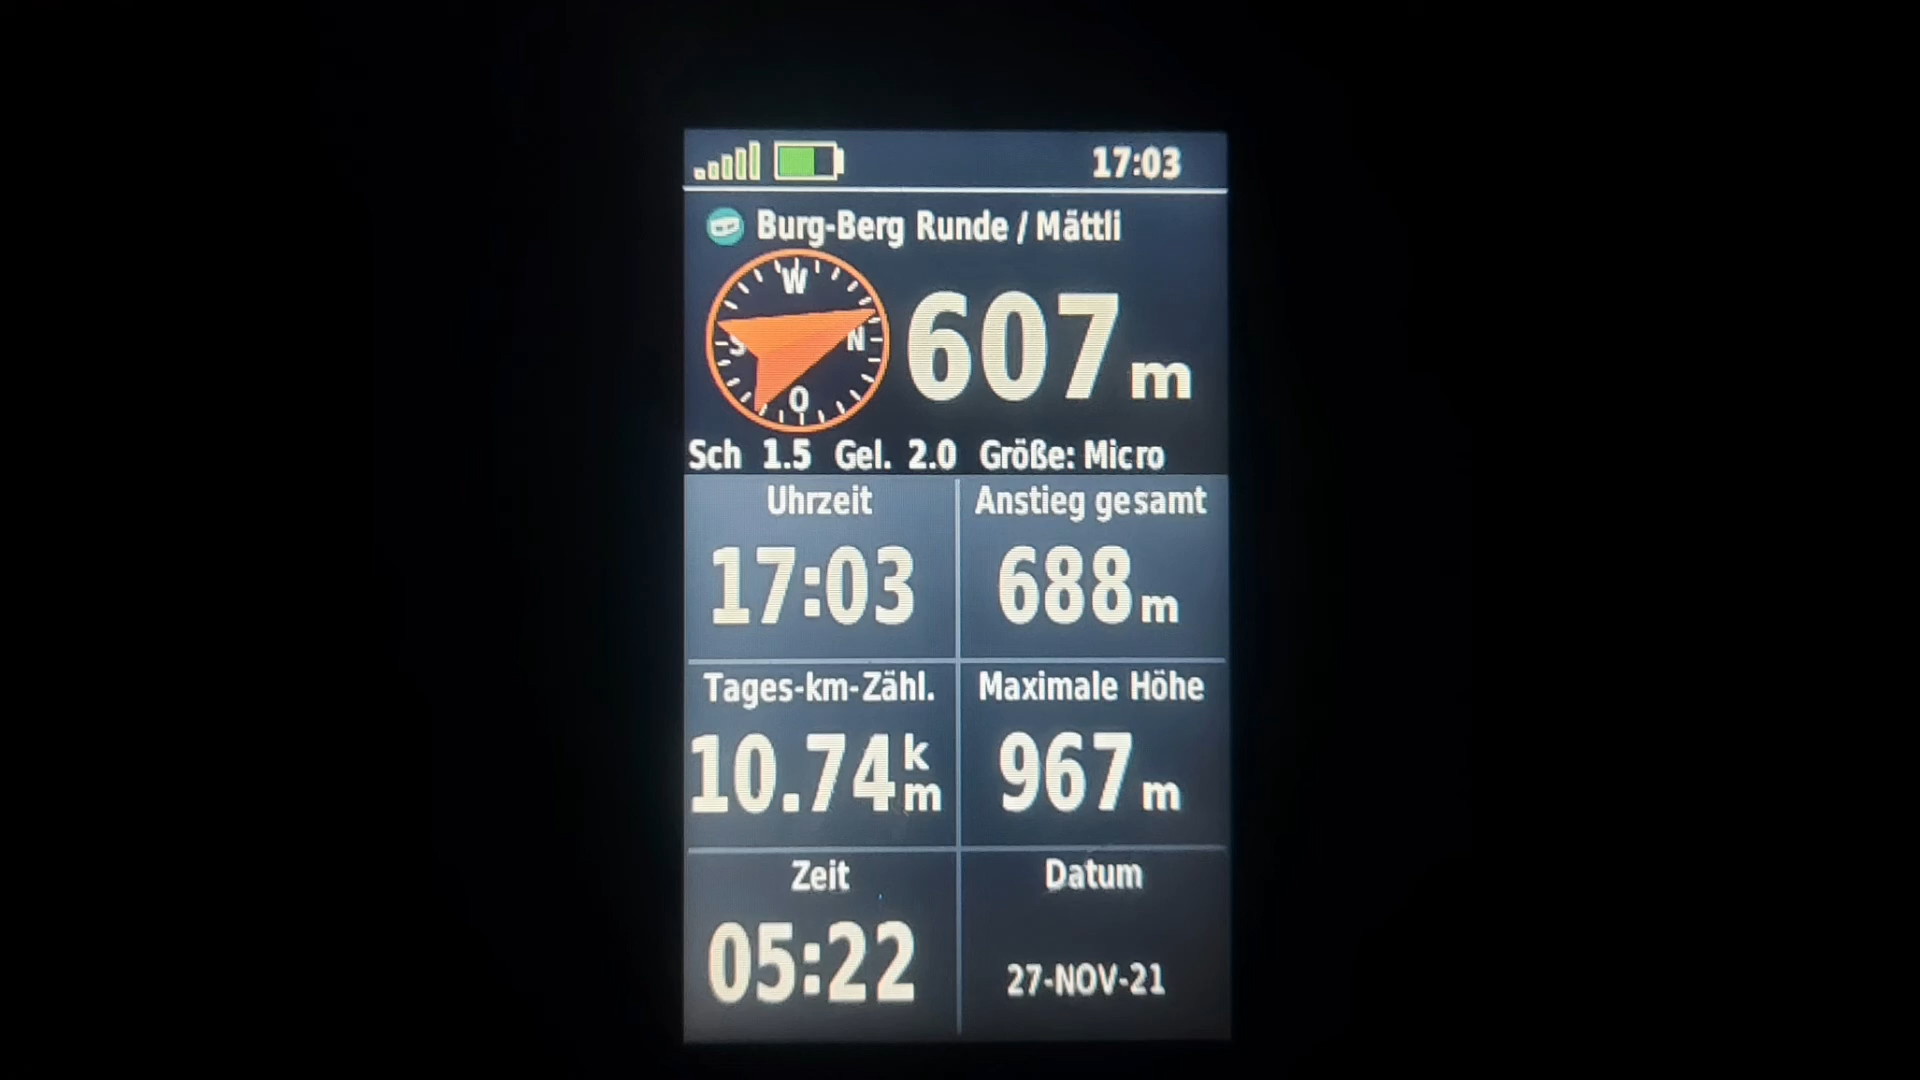 17:03
Burg-Berg Runde / Mättli
W
S
N
O
607 m
Sch 1.5 Gel. 2.0 Größe: Micro
Uhrzeit
17:03
Anstieg gesamt
688 m
Tages-km-Zähl.
10.74 km
Maximale Höhe
967 m
Zeit
05:22
Datum
27-NOV-21